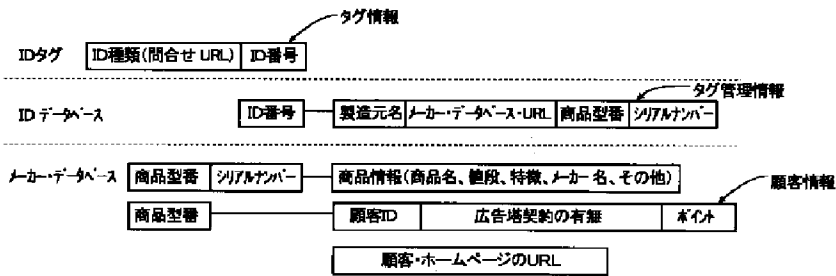 タグ情報
IDタグ ID種類(問合せ URL) ID番号
タグ管理情報
ID データベース ID番号 製造元名 メーカー・データベース・URL 商品型番 シリアルナンバー
メーカー・データベース 商品型番 シリアルナンバー 商品情報(商品名、値段、特徴、メーカー名、その他)
顧客情報
商品型番 顧客ID 広告塔契約の有無 ポイント
顧客・ホームページのURL